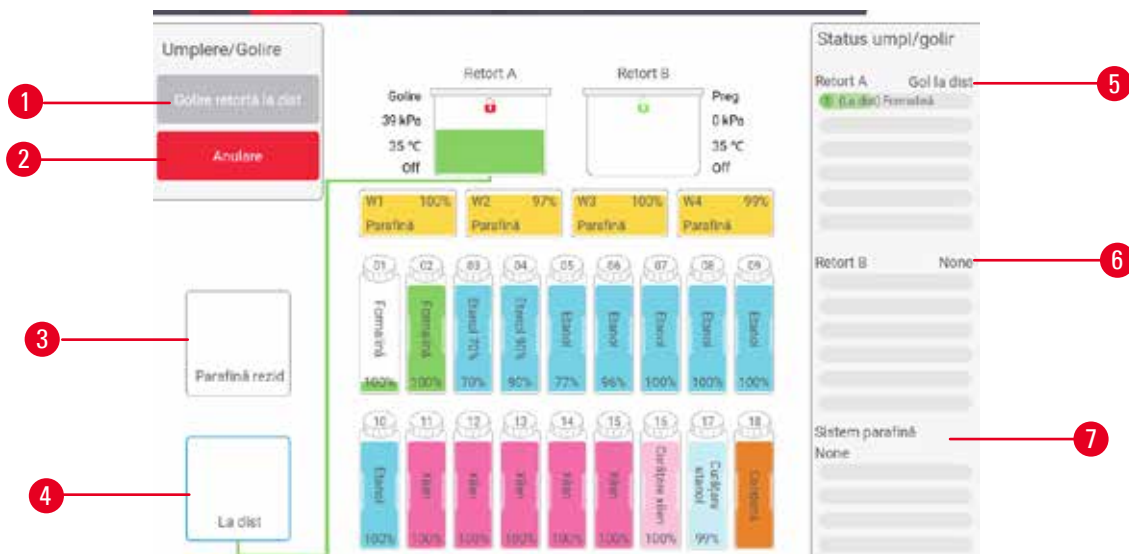 Umplere/Golire
Golire retortă la dist
Anulare
Parafină rezid
La dist
Retort A
Retort B
Golire
39 kPa
35 °C
Off
Preg
0 kPa
35 °C
Off
W1 100%
Parafină
W2 97%
Parafină
W3 100%
Parafină
W4 99%
Parafină
01 Formalină 100%
02 Formalină 100%
03 Etanol 70% 70%
04 Etanol 90% 90%
05 Etanol 77%
06 Etanol 96%
07 Etanol 100%
08 Etanol 100%
09 Etanol 100%
10 Etanol 100%
11 Xilen 100%
12 Xilen 100%
13 Xilen 100%
14 Xilen 100%
15 Xilen 100%
16 Curățare xilen 100%
17 Curățare etanol 99%
18
Status umpl/golir
Retort A Gol la dist
(La dist) Formalină
Retort B None
Sistem parafină
None
1
2
3
4
5
6
7